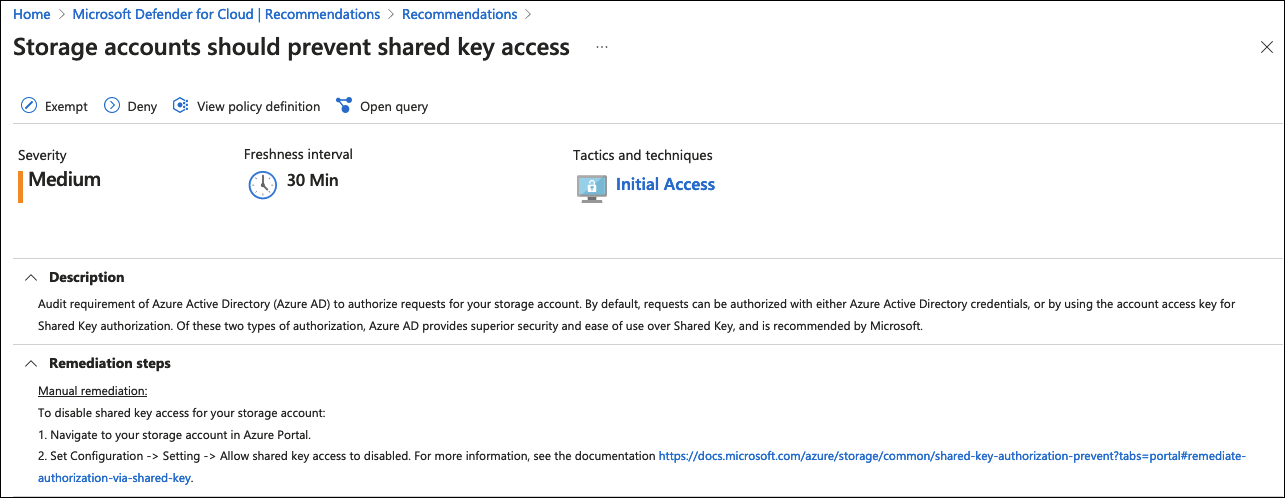 Home > Microsoft Defender for Cloud | Recommendations > Recommendations >
Storage accounts should prevent shared key access ...
Exempt Deny View policy definition Open query
Severity Freshness interval Tactics and techniques
Medium 30 Min Initial Access
Description
Audit requirement of Azure Active Directory (Azure AD) to authorize requests for your storage account. By default, requests can be authorized with either Azure Active Directory credentials, or by using the account access key for
Shared Key authorization. Of these two types of authorization, Azure AD provides superior security and ease of use over Shared Key, and is recommended by Microsoft.
Remediation steps
Manual remediation:
To disable shared key access for your storage account:
1. Navigate to your storage account in Azure Portal.
2. Set Configuration -> Setting -> Allow shared key access to disabled. For more information, see the documentation https://docs.microsoft.com/azure/storage/common/shared-key-authorization-prevent?tabs=portal#remediate-
authorization-via-shared-key.